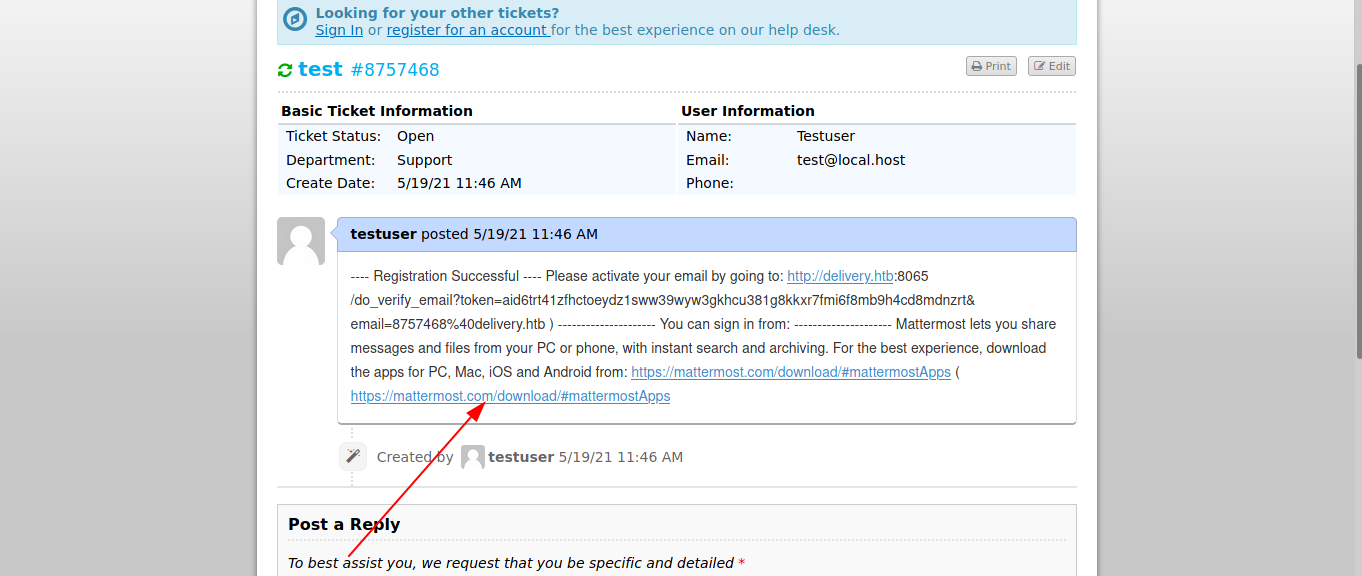 Looking for your other tickets?
Sign In or register for an account for the best experience on our help desk.
test #8757468
Print
Edit
Basic Ticket Information
User Information
Ticket Status: Open
Name: Testuser
Department: Support
Email: test@local.host
Create Date: 5/19/21 11:46 AM
Phone:
testuser posted 5/19/21 11:46 AM
---- Registration Successful ---- Please activate your email by going to: http://delivery.htb:8065
/do_verify_email?token=aid6trt41zfhctoeydz1sww39wyw3gkhcu381g8kkxr7fmi6f8mb9h4cd8mdnzrt&
email=8757468%40delivery.htb ) --------------------- You can sign in from: --------------------- Mattermost lets you share
messages and files from your PC or phone, with instant search and archiving. For the best experience, download
the apps for PC, Mac, iOS and Android from: https://mattermost.com/download/#mattermostApps (
https://mattermost.com/download/#mattermostApps
Created by testuser 5/19/21 11:46 AM
Post a Reply
To best assist you, we request that you be specific and detailed *